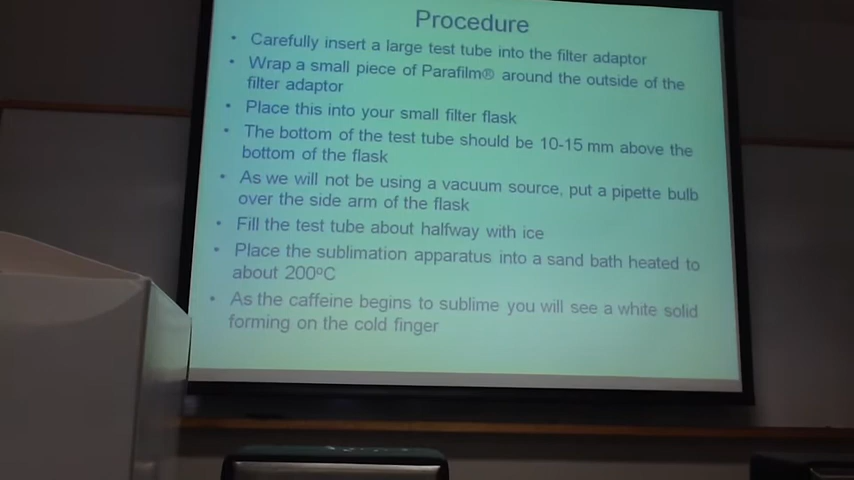 Procedure
• Carefully insert a large test tube into the filter adaptor
• Wrap a small piece of Parafilm® around the outside of the
filter adaptor
• Place this into your small filter flask
• The bottom of the test tube should be 10-15 mm above the
bottom of the flask
• As we will not be using a vacuum source, put a pipette bulb
over the side arm of the flask
• Fill the test tube about halfway with ice
• Place the sublimation apparatus into a sand bath heated to
about 200ºC
• As the caffeine begins to sublime you will see a white solid
forming on the cold finger